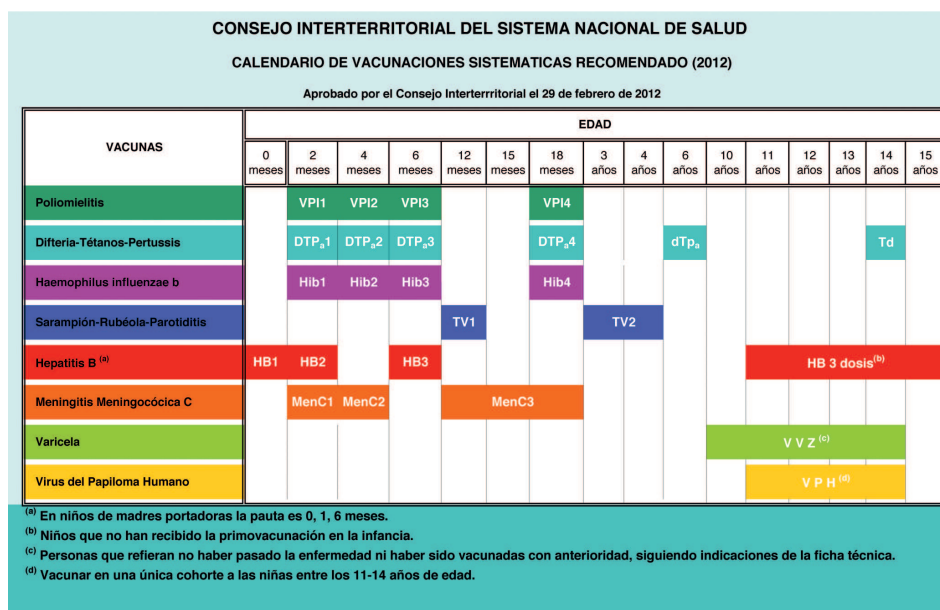 CONSEJO INTERTERRITORIAL DEL SISTEMA NACIONAL DE SALUD
CALENDARIO DE VACUNACIONES SISTEMATICAS RECOMENDADO (2012)
Aprobado por el Consejo Interterrritorial el 29 de febrero de 2012
VACUNAS
EDAD
0 meses
2 meses
4 meses
6 meses
12 meses
15 meses
18 meses
3 años
4 años
6 años
10 años
11 años
12 años
13 años
14 años
15 años
Poliomielitis VPI1 VPI2 VPI3 VPI4
Difteria-Tétanos-Pertussis DTPa1 DTPa2 DTPa3 DTPa4 dTpa Td
Haemophilus influenzae b Hib1 Hib2 Hib3 Hib4
Sarampión-Rubéola-Parotiditis TV1 TV2
Hepatitis B (a) HB1 HB2 HB3 HB 3 dosis(b)
Meningitis Meningocócica C MenC1 MenC2 MenC3
Varicela V V Z (c)
Virus del Papiloma Humano V P H (d)
(a) En niños de madres portadoras la pauta es 0, 1, 6 meses.
(b) Niños que no han recibido la primovacunación en la infancia.
(c) Personas que refieran no haber pasado la enfermedad ni haber sido vacunadas con anterioridad, siguiendo indicaciones de la ficha técnica.
(d) Vacunar en una única cohorte a las niñas entre los 11-14 años de edad.